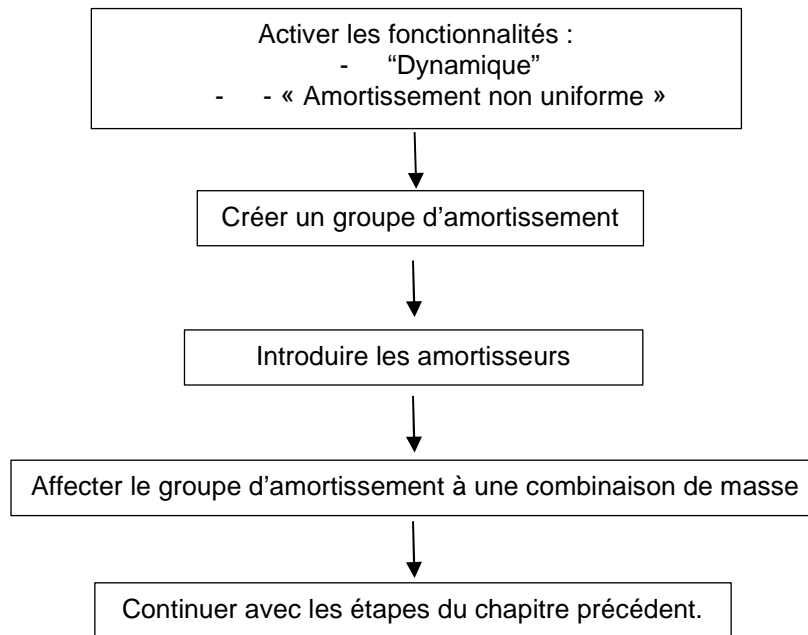 Activer les fonctionnalités :
- “Dynamique”
- - « Amortissement non uniforme »
Créer un groupe d’amortissement
Introduire les amortisseurs
Affecter le groupe d’amortissement à une combinaison de masse
Continuer avec les étapes du chapitre précédent.